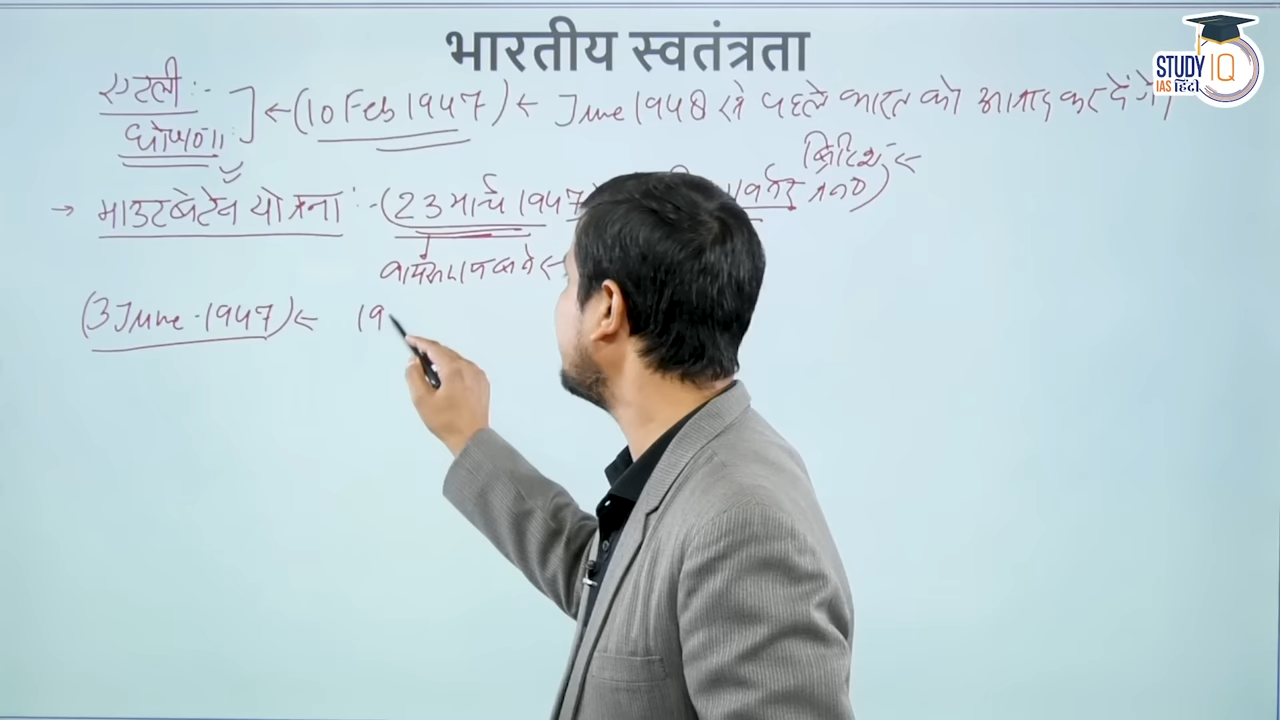 भारतीय स्वतंत्रता
STUDY IQ
IAS हिंदी
एटली :-
घोषणा
← (10 Feb 1947) ← June 1948 से पहले भारत को आजाद कर देंगे।
ब्रिटिश ←
→ माउंटबेटन योजना :- (23 मार्च 1947
वायसराय बने ←
(3 June 1947) ← 19